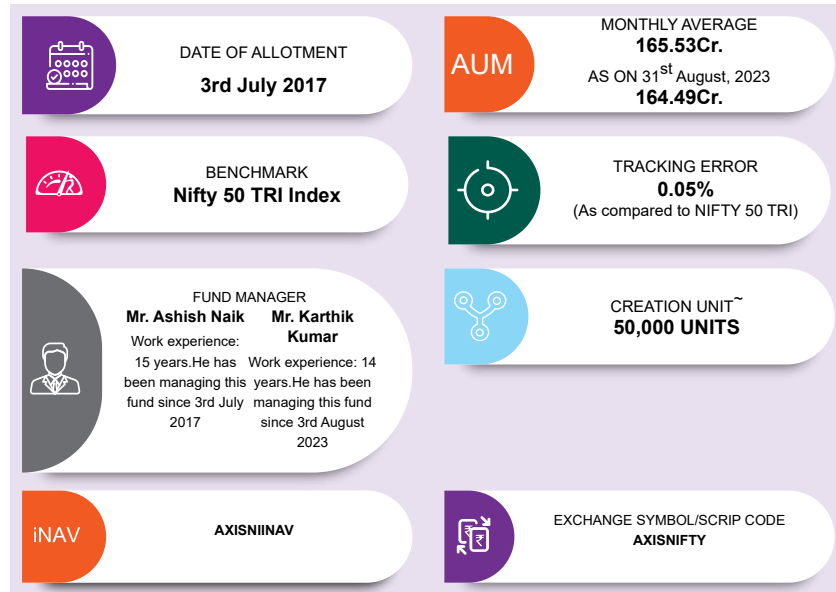 DATE OF ALLOTMENT
3rd July 2017
AUM
MONTHLY AVERAGE
165.53Cr.
AS ON 31st August, 2023
164.49Cr.
BENCHMARK
Nifty 50 TRI Index
TRACKING ERROR
0.05%
(As compared to NIFTY 50 TRI)
FUND MANAGER
Mr. Ashish Naik
Work experience:
15 years.He has
been managing this
fund since 3rd July
2017
Mr. Karthik
Kumar
Work experience: 14
years.He has been
managing this fund
since 3rd August
2023
CREATION UNIT~
50,000 UNITS
iNAV
AXISNIINAV
EXCHANGE SYMBOL/SCRIP CODE
AXISNIFTY